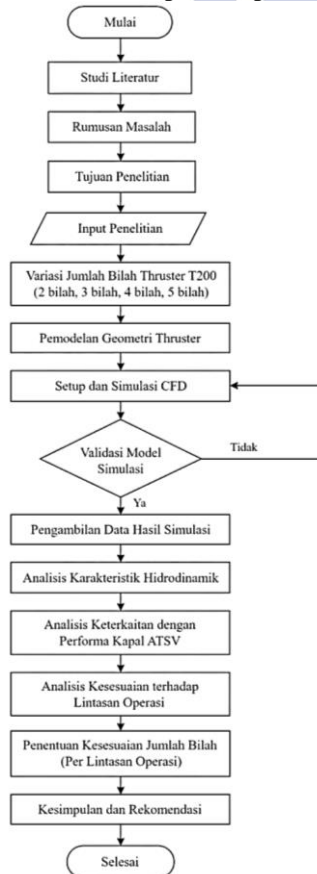 Mulai
Studi Literatur
Rumusan Masalah
Tujuan Penelitian
Input Penelitian
Variasi Jumlah Bilah Thruster T200
(2 bilah, 3 bilah, 4 bilah, 5 bilah)
Pemodelan Geometri Thruster
Setup dan Simulasi CFD
Validasi Model
Simulasi
Tidak
Ya
Pengambilan Data Hasil Simulasi
Analisis Karakteristik Hidrodinamik
Analisis Keterkaitan dengan
Performa Kapal ATSV
Analisis Kesesuaian terhadap
Lintasan Operasi
Penentuan Kesesuaian Jumlah Bilah
(Per Lintasan Operasi)
Kesimpulan dan Rekomendasi
Selesai